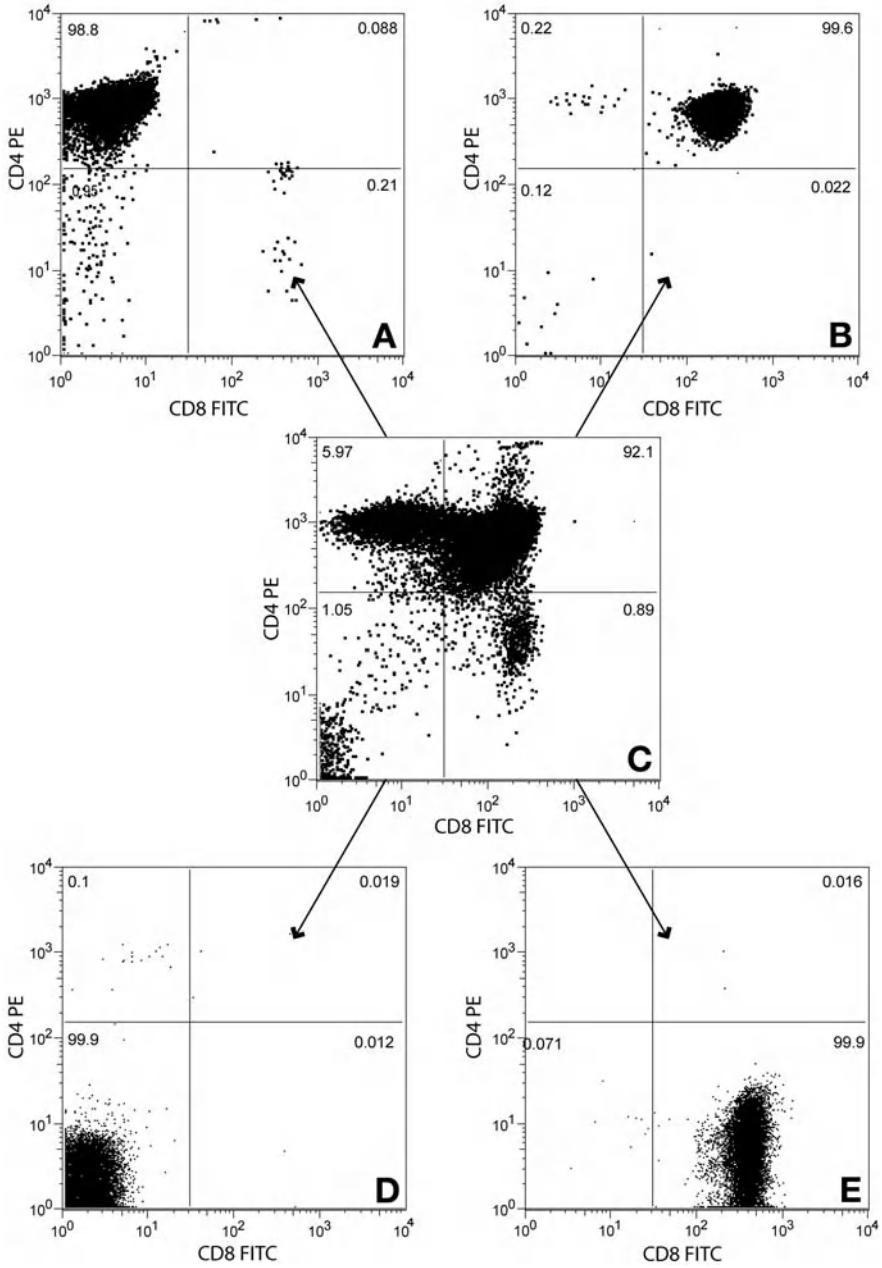 10⁴
98.8
0.088
10³
CD4 PE
10²
0.95
0.21
10¹
A
10⁰
10⁰ 10¹ 10² 10³ 10⁴
CD8 FITC
10⁴
0.22
99.6
10³
CD4 PE
10²
0.12
0.022
10¹
B
10⁰
10⁰ 10¹ 10² 10³ 10⁴
CD8 FITC
10⁴
5.97
92.1
10³
CD4 PE
10²
1.05
0.89
10¹
C
10⁰
10⁰ 10¹ 10² 10³ 10⁴
CD8 FITC
10⁴
0.1
0.019
10³
CD4 PE
10²
99.9
0.012
10¹
D
10⁰
10⁰ 10¹ 10² 10³ 10⁴
CD8 FITC
10⁴
0.016
10³
CD4 PE
10²
0.071
99.9
10¹
E
10⁰
10⁰ 10¹ 10² 10³ 10⁴
CD8 FITC